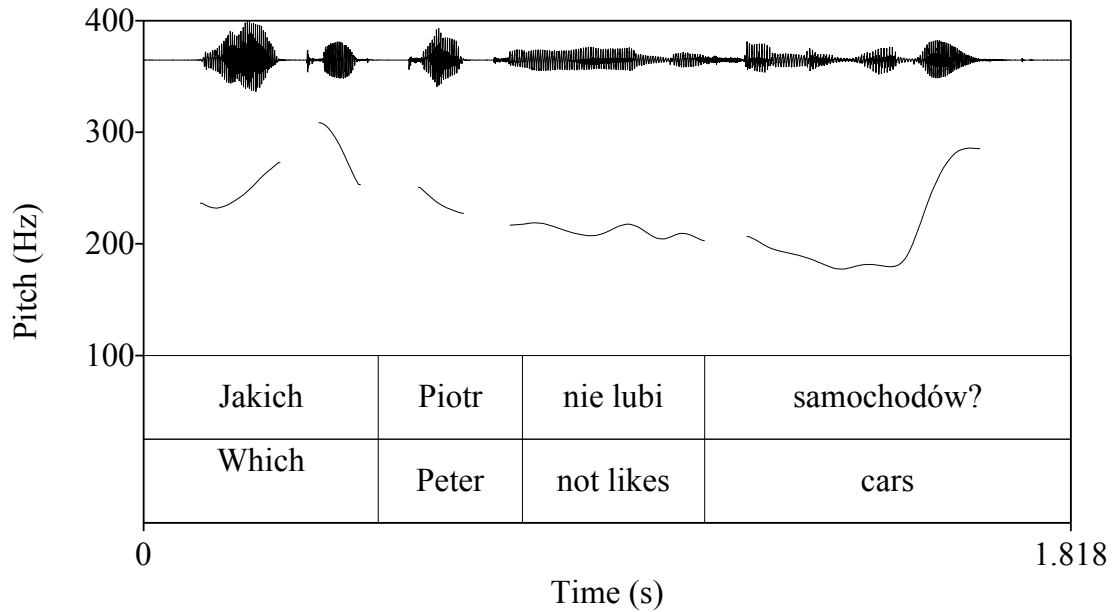 400
300
200
100
Pitch (Hz)
Jakich Piotr nie lubi samochodów?
Which Peter not likes cars
0 1.818
Time (s)